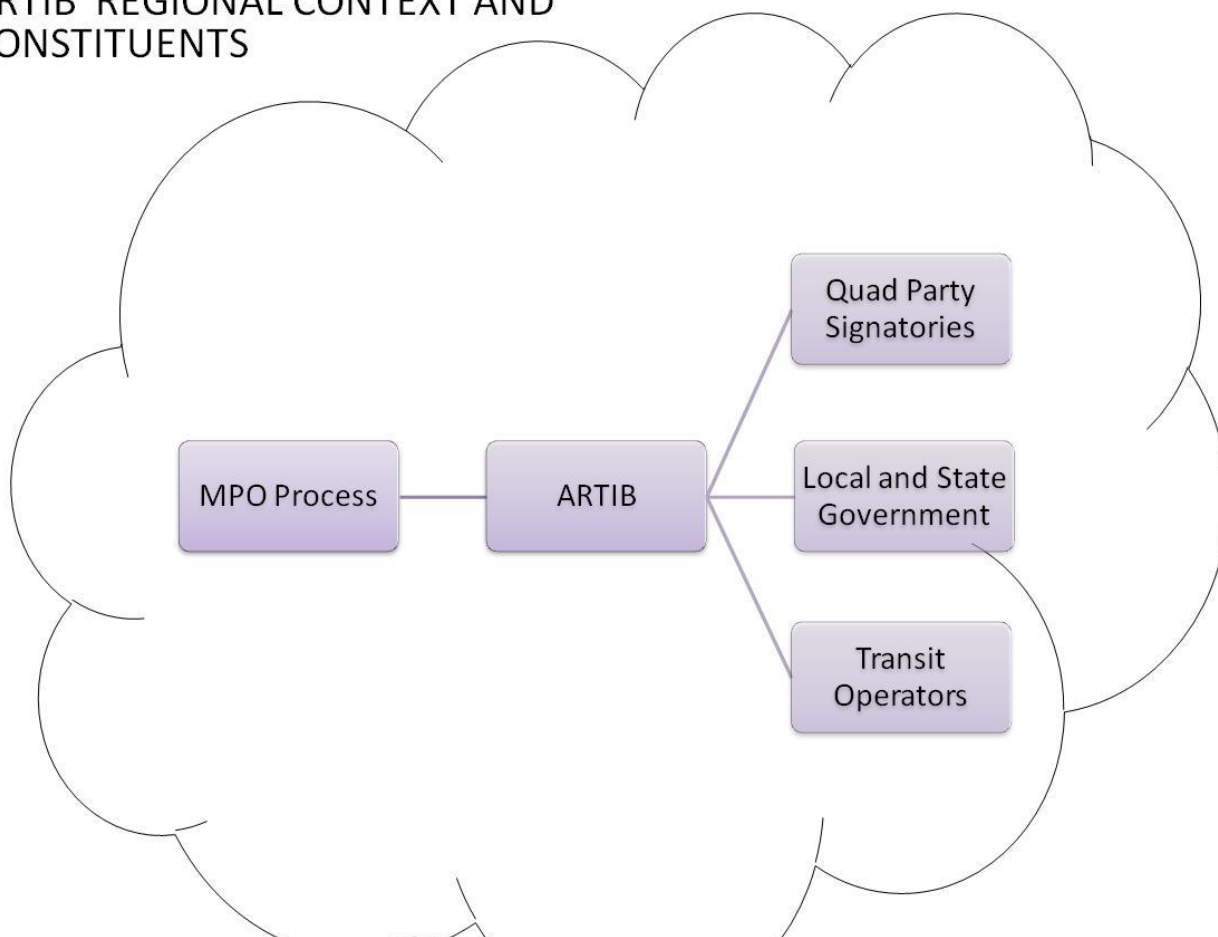 RTIB REGIONAL CONTEXT AND
ONSTITUENTS
Quad Party
Signatories
MPO Process
ARTIB
Local and State
Government
Transit
Operators